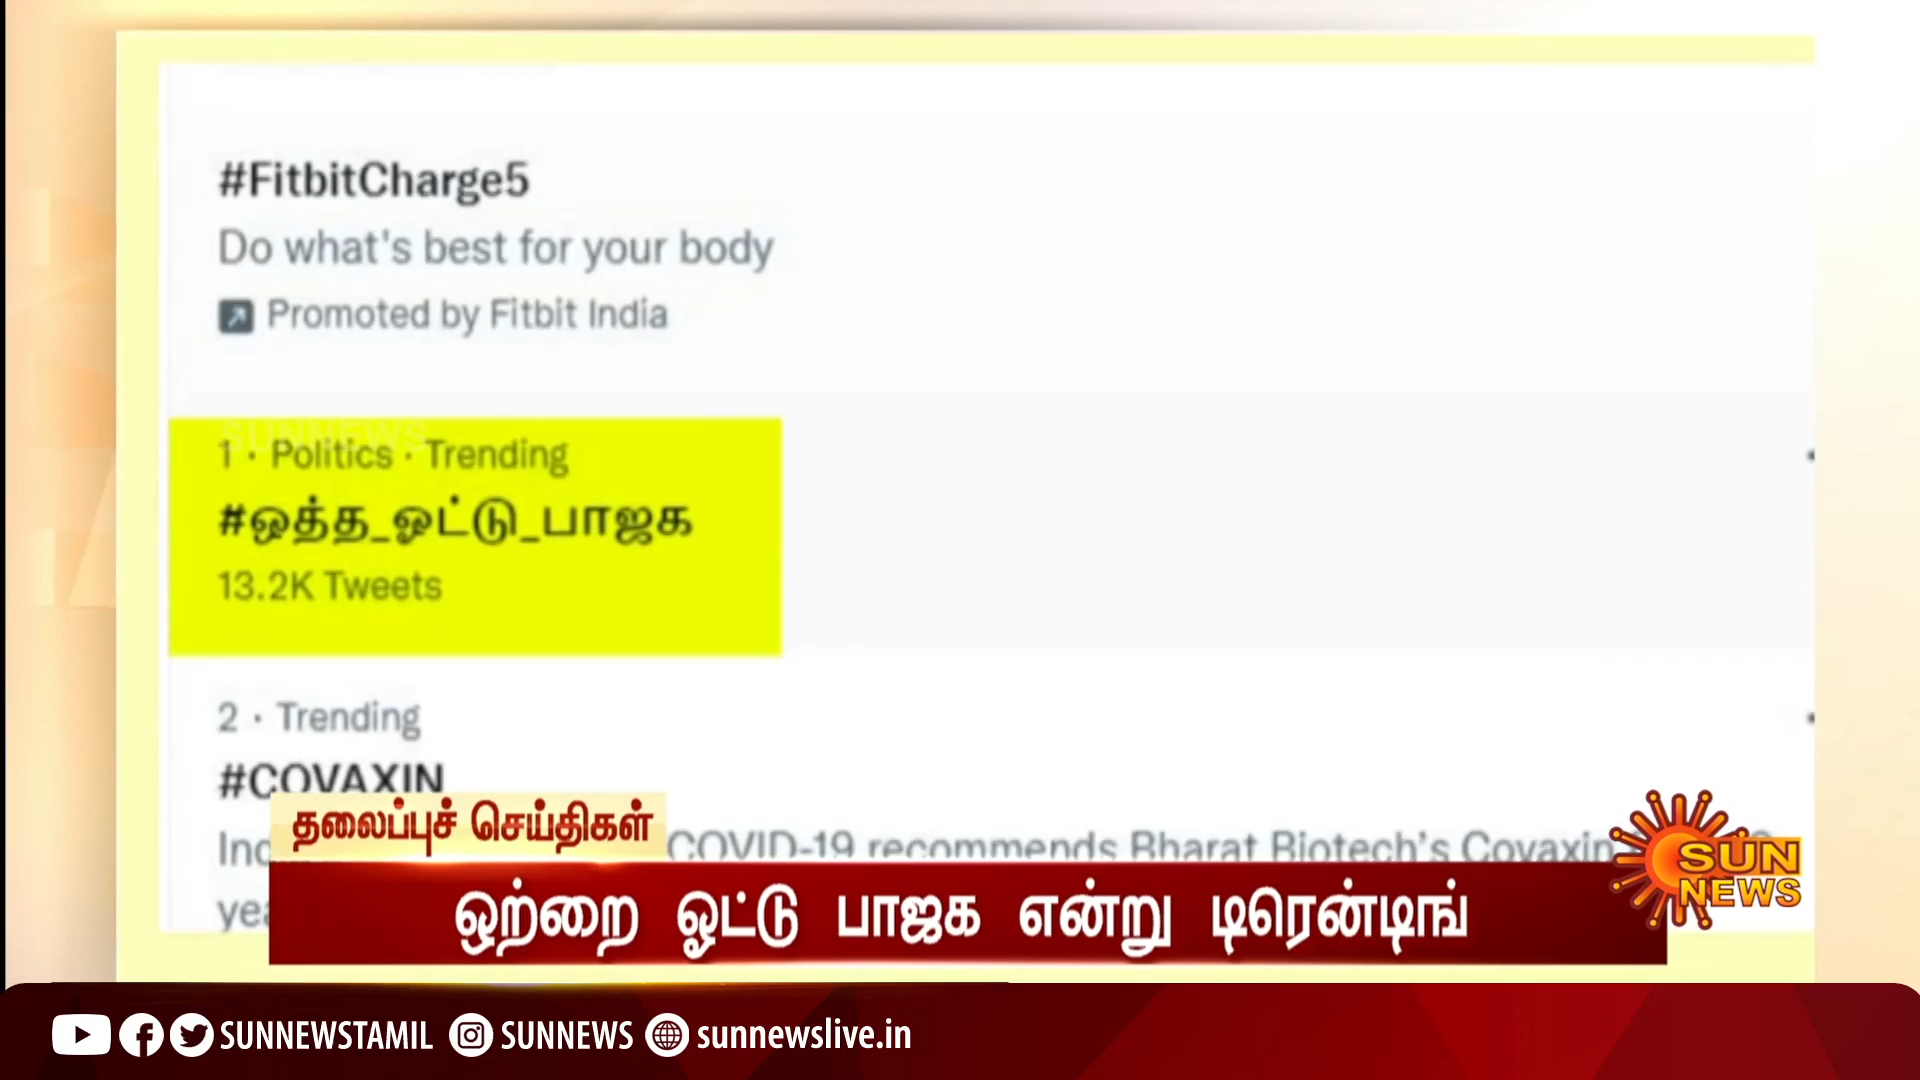 #FitbitCharge5
Do what's best for your body
Promoted by Fitbit India
SUNNEWS
1 · Politics · Trending
#ஒத்த_ஓட்டு_பாஜக
13.2K Tweets
2 · Trending
#COVAXIN
COVID-19 recommends Bharat Biotech's Covaxin
தலைப்புச் செய்திகள்
ஒற்றை ஓட்டு பாஜக என்று டிரெண்டிங்
SUN
NEWS
SUNNEWSTAMIL SUNNEWS sunnewslive.in